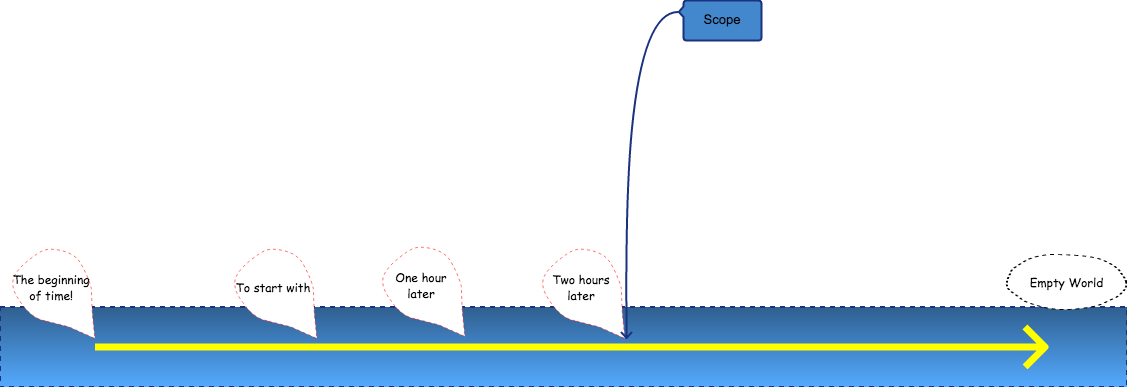 Scope
The beginning
of time!
To start with
One hour
later
Two hours
later
Empty World